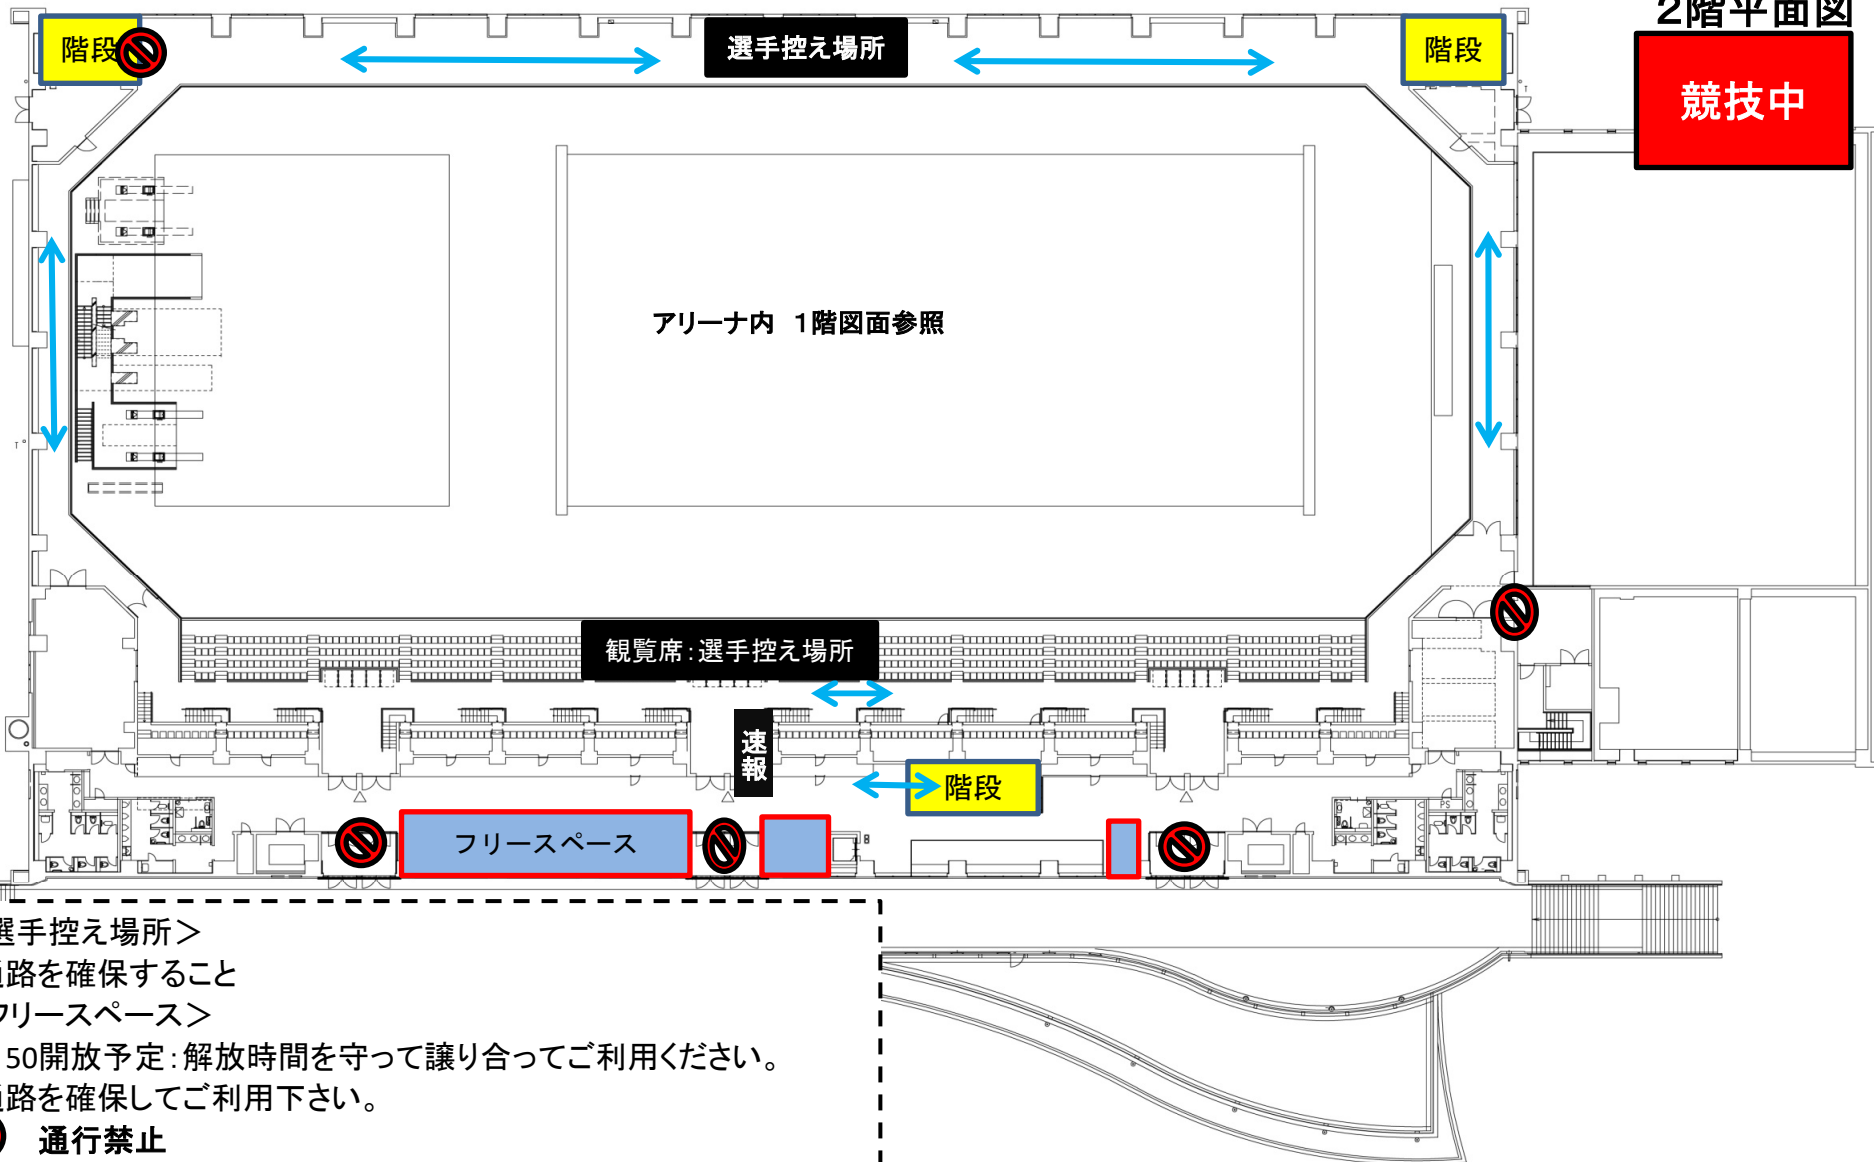 2階平面図
階段
選手控え場所
階段
競技中
アリーナ内 1階図面参照
観覧席:選手控え場所
速報
階段
フリースペース
PS
選手控え場所＞
路を確保すること
フリースペース＞
50開放予定:解放時間を守って譲り合ってご利用ください。
路を確保してご利用下さい。
通行禁止